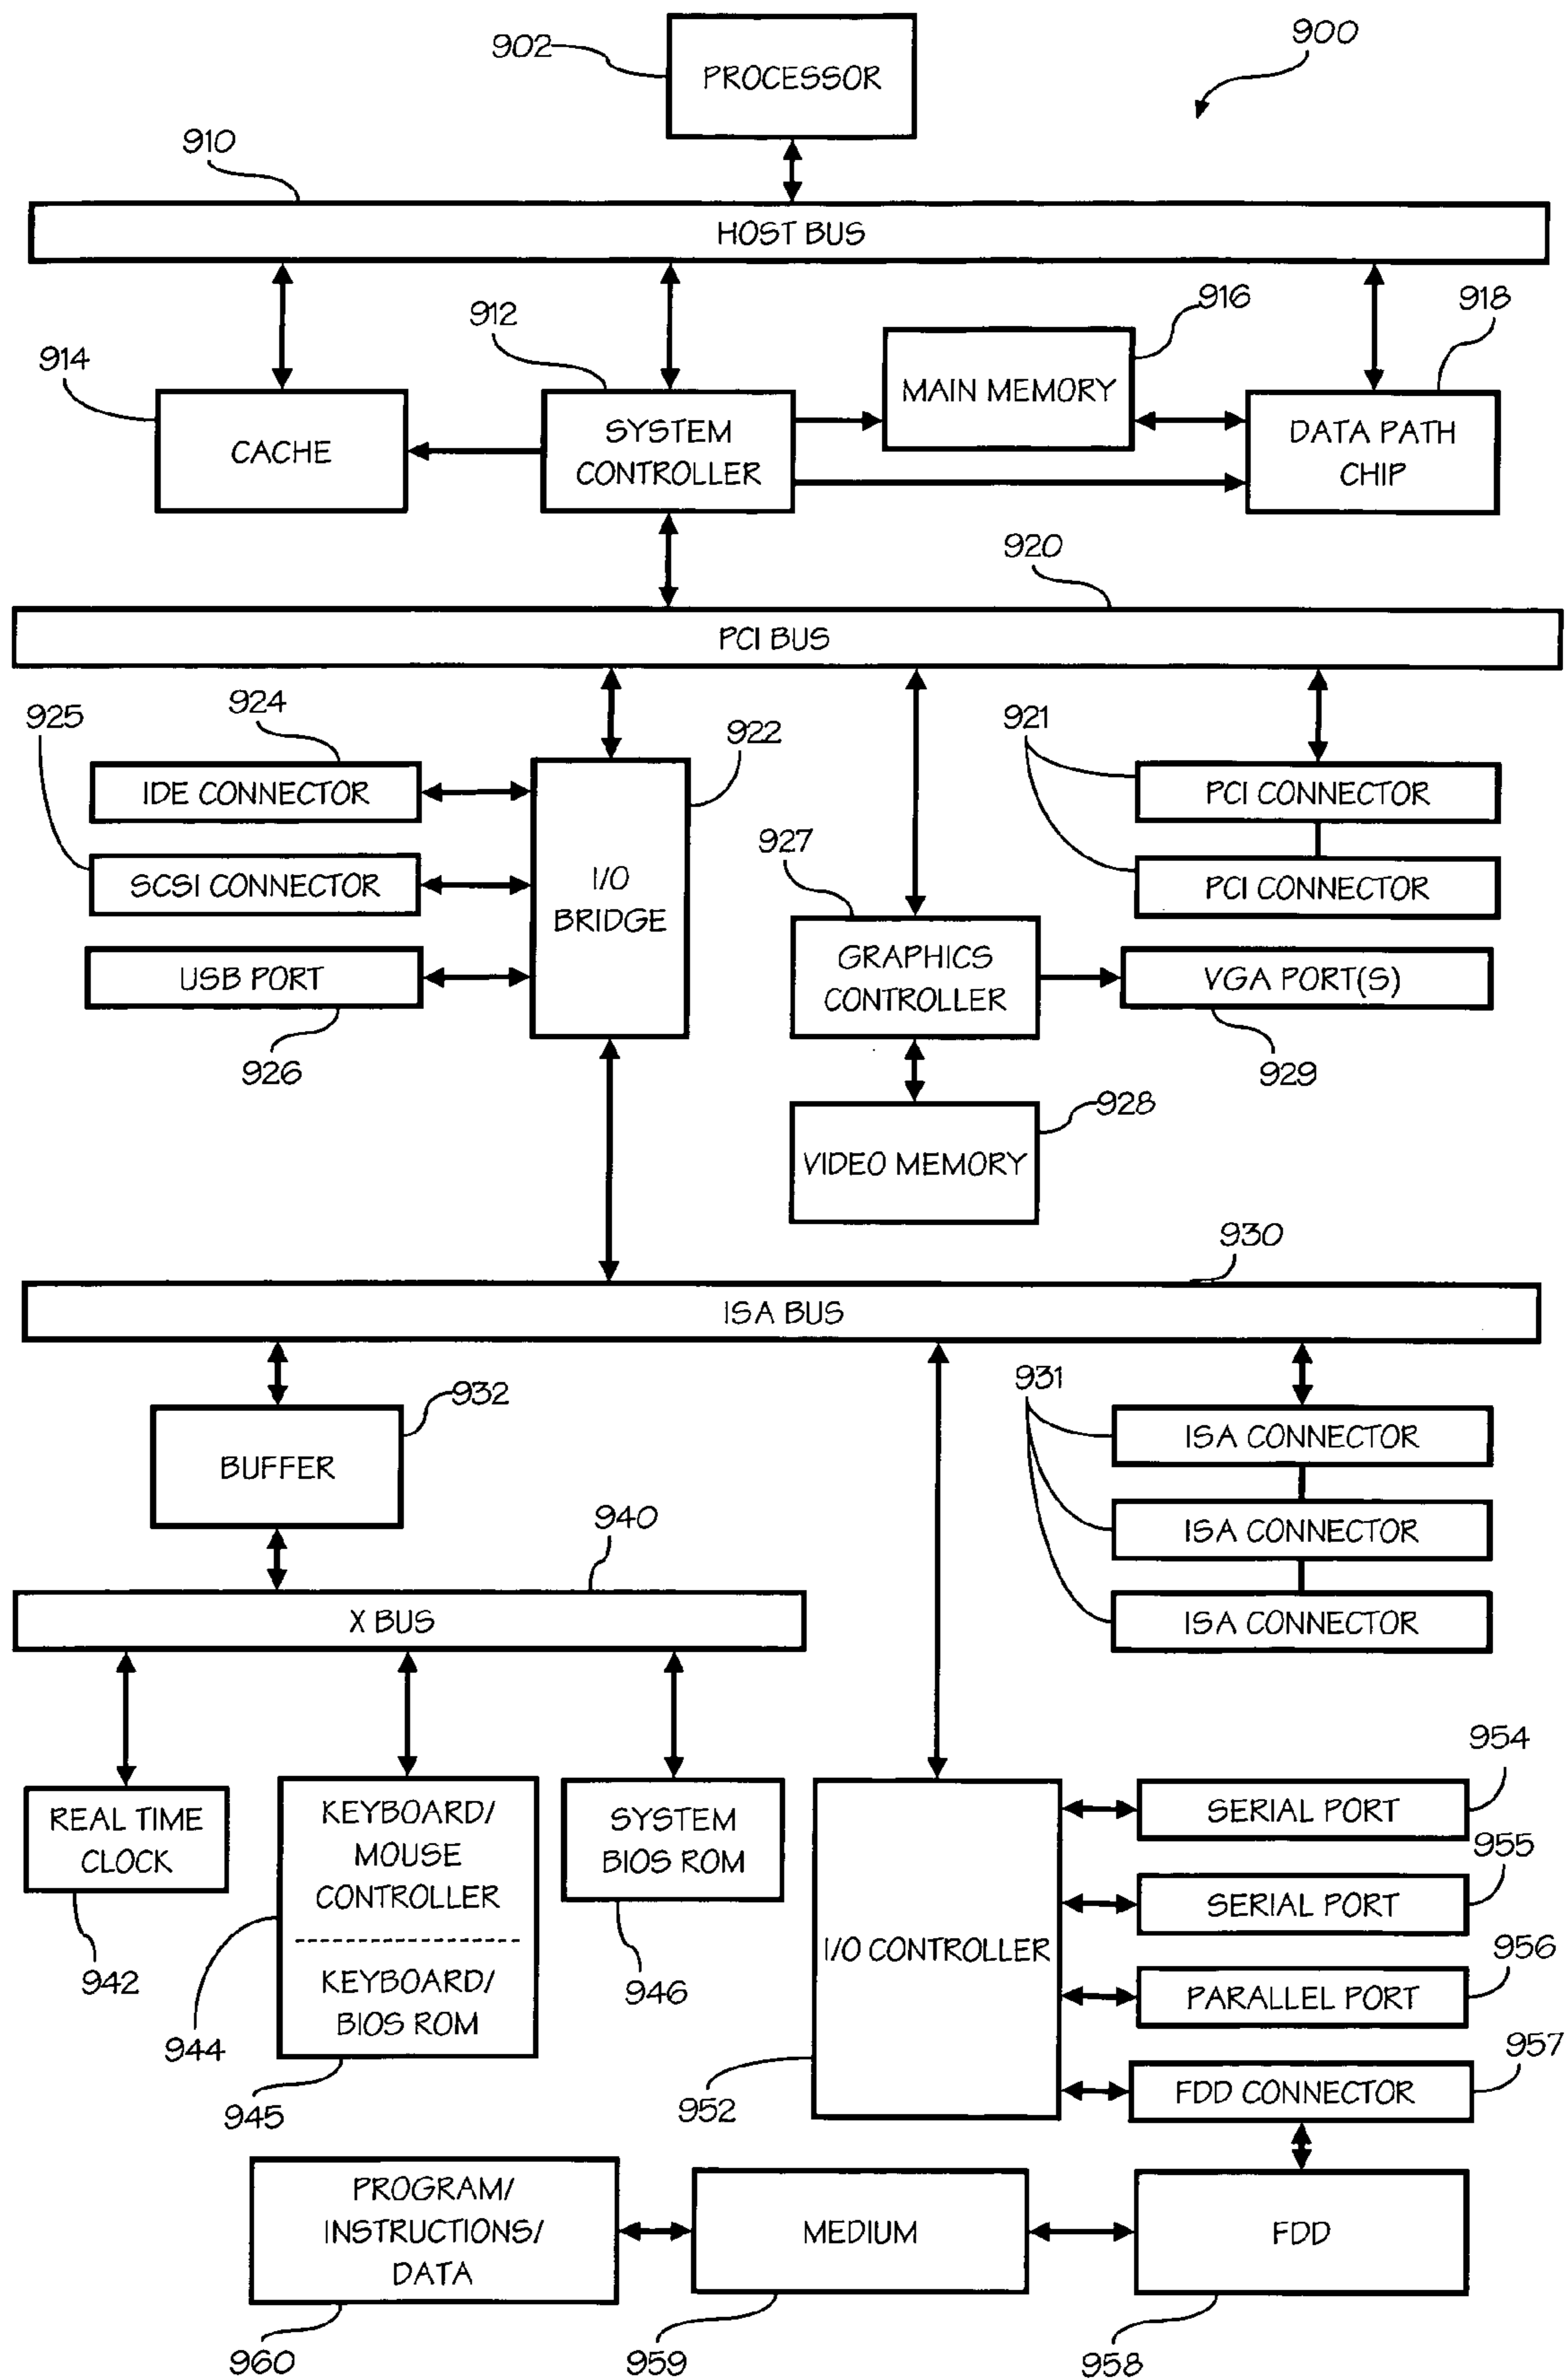 902
PROCESSOR
900
910
HOST BUS
912
916
918
914
MAIN MEMORY
CACHE
SYSTEM
CONTROLLER
DATA PATH
CHIP
920
PCI BUS
925
924
922
921
IDE CONNECTOR
PCI CONNECTOR
927
SCSI CONNECTOR
I/O
BRIDGE
PCI CONNECTOR
USB PORT
GRAPHICS
CONTROLLER
VGA PORT(S)
926
929
928
VIDEO MEMORY
930
ISA BUS
932
931
ISA CONNECTOR
BUFFER
940
ISA CONNECTOR
X BUS
ISA CONNECTOR
954
REAL TIME
CLOCK
KEYBOARD/
MOUSE
CONTROLLER
SYSTEM
BIOS ROM
SERIAL PORT
955
SERIAL PORT
I/O CONTROLLER
956
942
KEYBOARD/
BIOS ROM
946
PARALLEL PORT
944
957
945
952
FDD CONNECTOR
PROGRAM/
INSTRUCTIONS/
DATA
MEDIUM
FDD
960
959
958